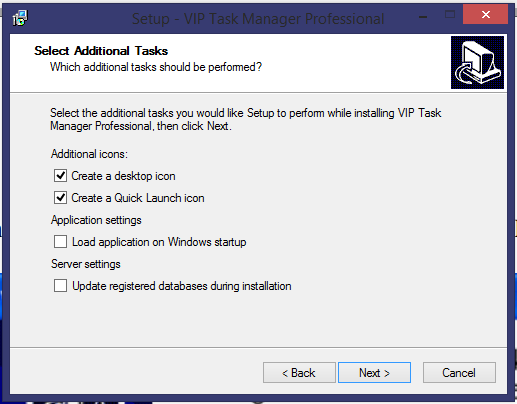 Setup - VIP Task Manager Professional
Select Additional Tasks
Which additional tasks should be performed?
Select the additional tasks you would like Setup to perform while installing VIP Task
Manager Professional, then click Next.
Additional icons:
Create a desktop icon
Create a Quick Launch icon
Application settings
Load application on Windows startup
Server settings
Update registered databases during installation
< Back
Next >
Cancel